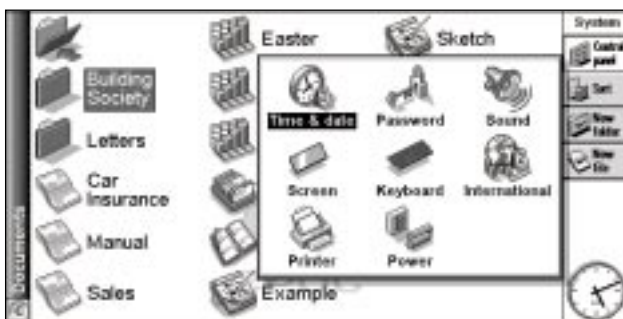 System
Easter
Sketch
Control panel
Building
Society
Time & date
Password
Sound
Sort
Letters
New folder
New file
Car
Insurance
Screen
Keyboard
International
Manual
Printer
Power
Sales
Example
Documents